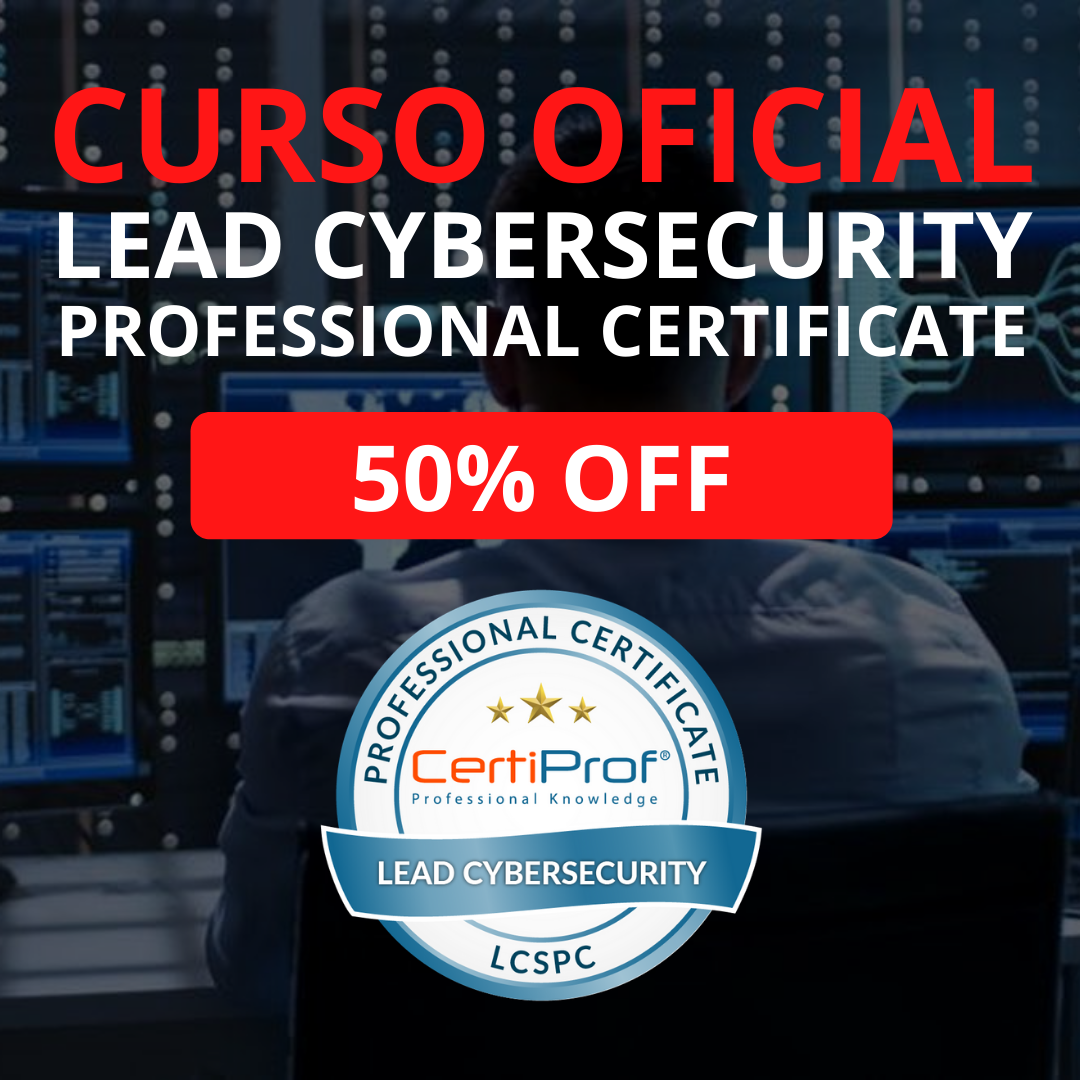 CURSO OFICIAL
LEAD CYBERSECURITY
PROFESSIONAL CERTIFICATE
50% OFF
PROFESSIONAL CERTIFICATE
CertiProf®
Professional Knowledge
LEAD CYBERSECURITY
LCSPC